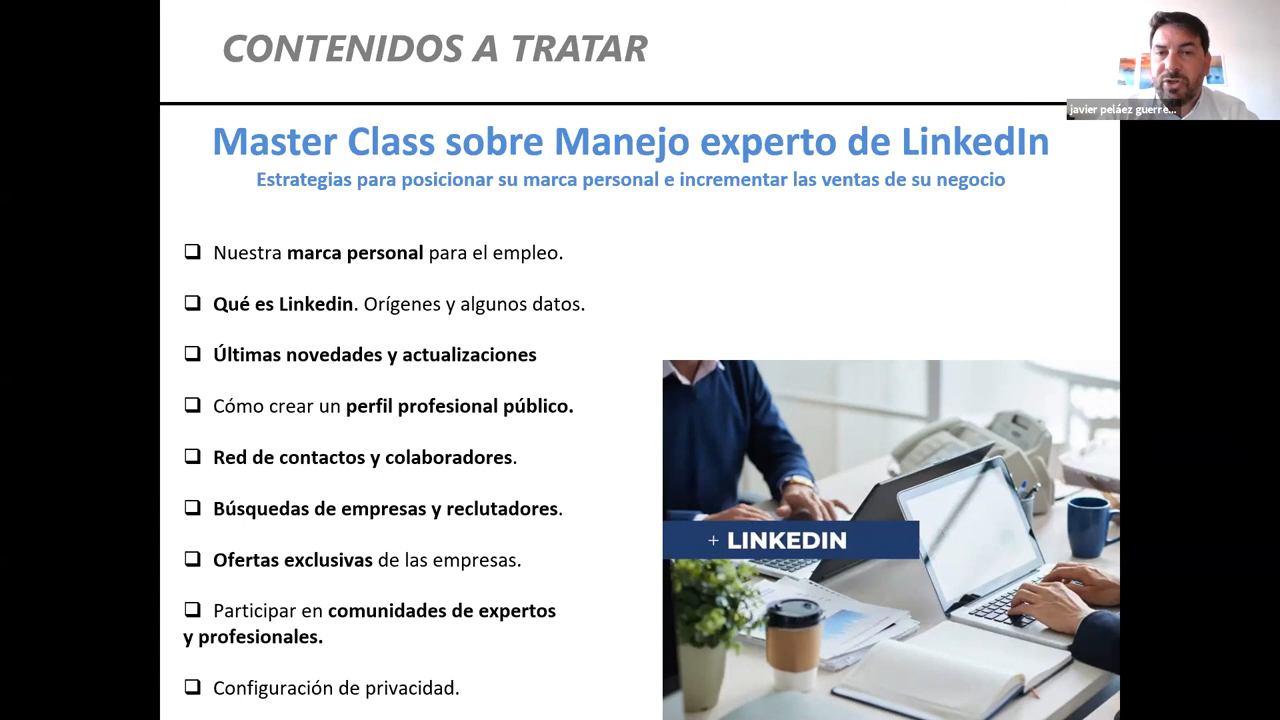 CONTENIDOS A TRATAR
javier peláez guerre...
Master Class sobre Manejo experto de LinkedIn
Estrategias para posicionar su marca personal e incrementar las ventas de su negocio
❑ Nuestra marca personal para el empleo.
❑ Qué es Linkedin. Orígenes y algunos datos.
❑ Últimas novedades y actualizaciones
❑ Cómo crear un perfil profesional público.
❑ Red de contactos y colaboradores.
❑ Búsquedas de empresas y reclutadores.
❑ Ofertas exclusivas de las empresas.
❑ Participar en comunidades de expertos
y profesionales.
❑ Configuración de privacidad.
+ LINKEDIN